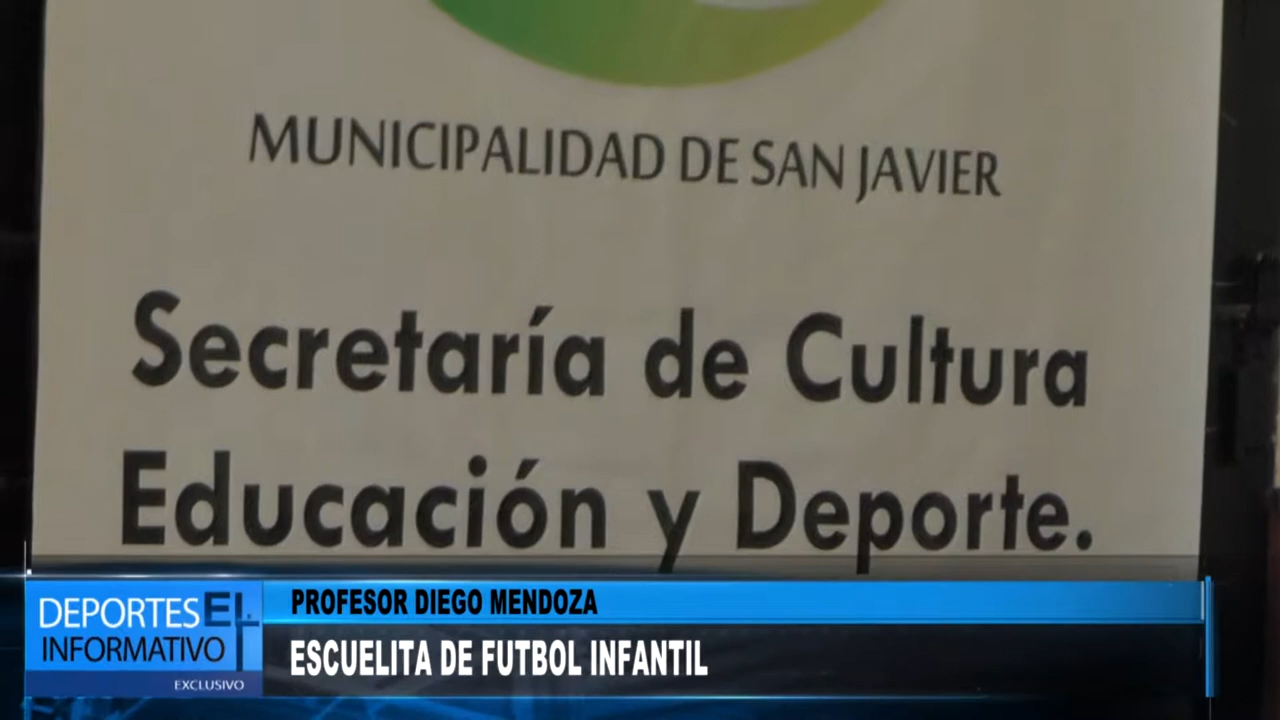 MUNICIPALIDAD DE SAN JAVIER
Secretaría de Cultura
Educación y Deporte.
DEPORTES EL
INFORMATIVO
EXCLUSIVO
PROFESOR DIEGO MENDOZA
ESCUELITA DE FUTBOL INFANTIL